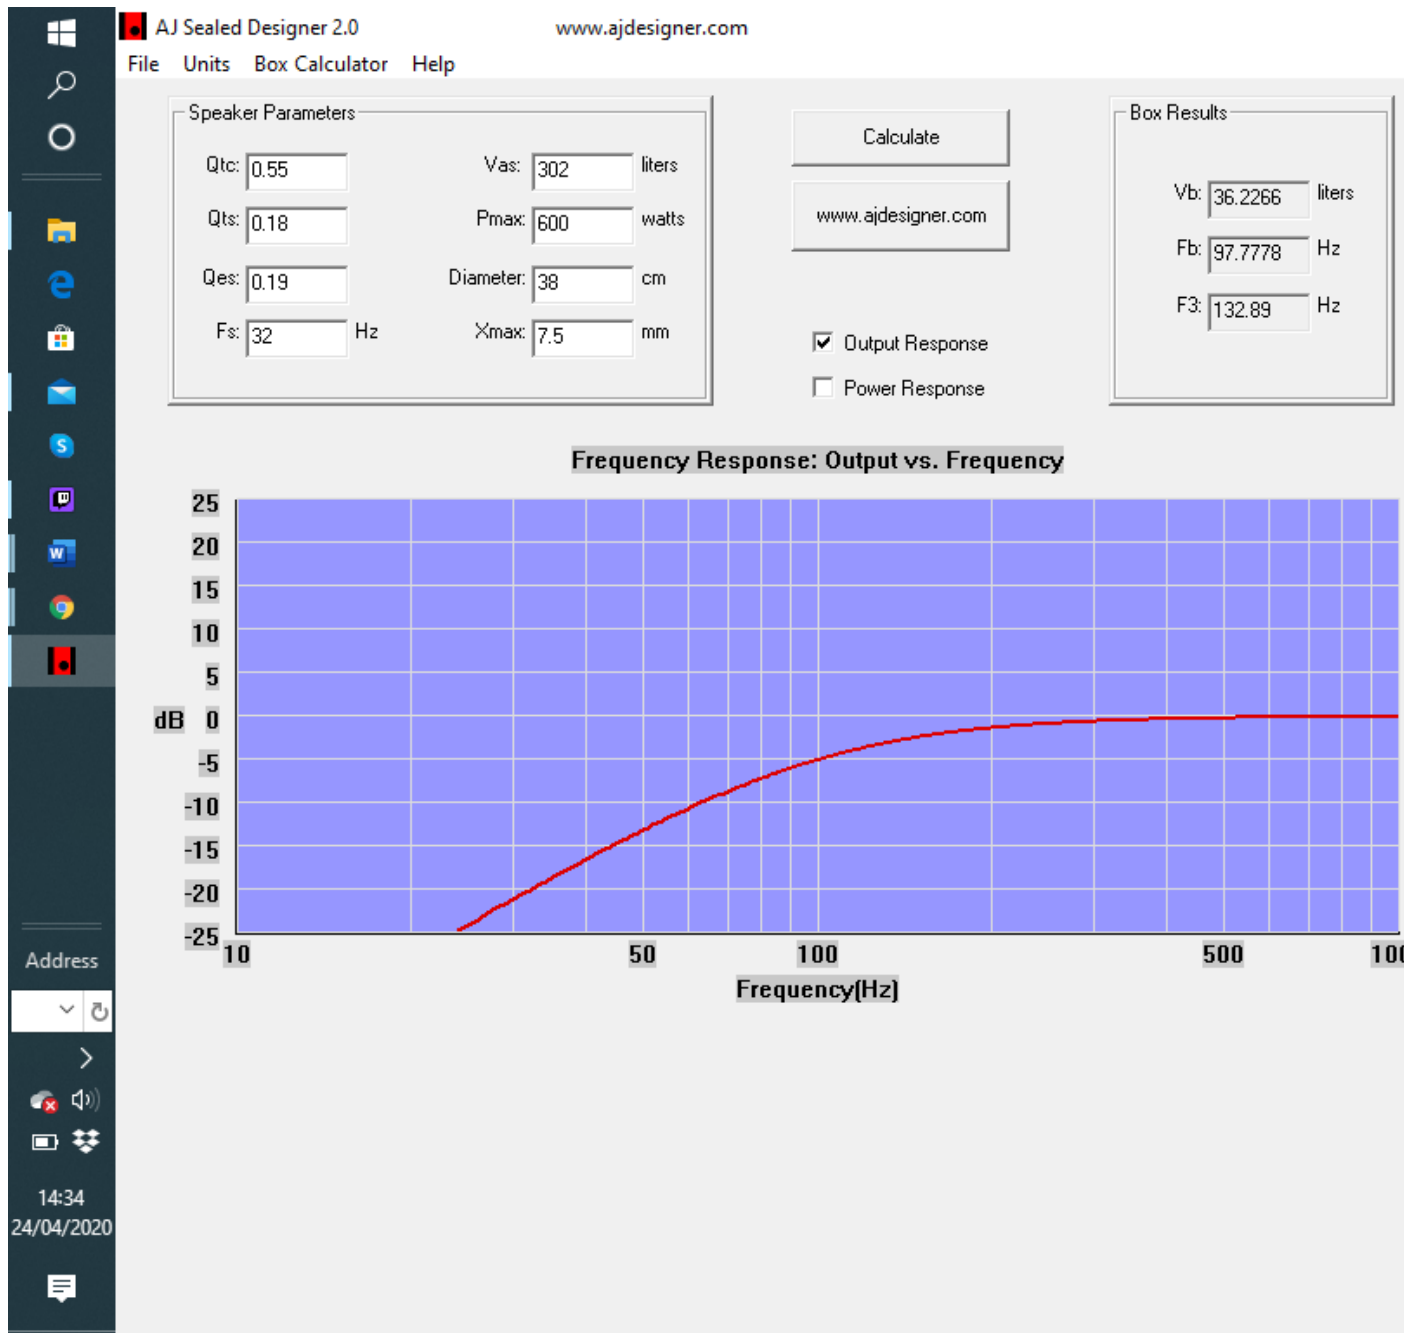 AJ Sealed Designer 2.0 www.ajdesigner.com
File Units Box Calculator Help
Speaker Parameters
Qtc: 0.55 Vas: 302 liters
Qts: 0.18 Pmax: 600 watts
Qes: 0.19 Diameter: 38 cm
Fs: 32 Hz Xmax: 7.5 mm
Calculate
www.ajdesigner.com
Output Response
Power Response
Box Results
Vb: 36.2266 liters
Fb: 97.7778 Hz
F3: 132.89 Hz
Frequency Response: Output vs. Frequency
25
20
15
10
5
dB 0
-5
-10
-15
-20
-25
10 50 100 500 100
Frequency(Hz)
Address
14:34
24/04/2020